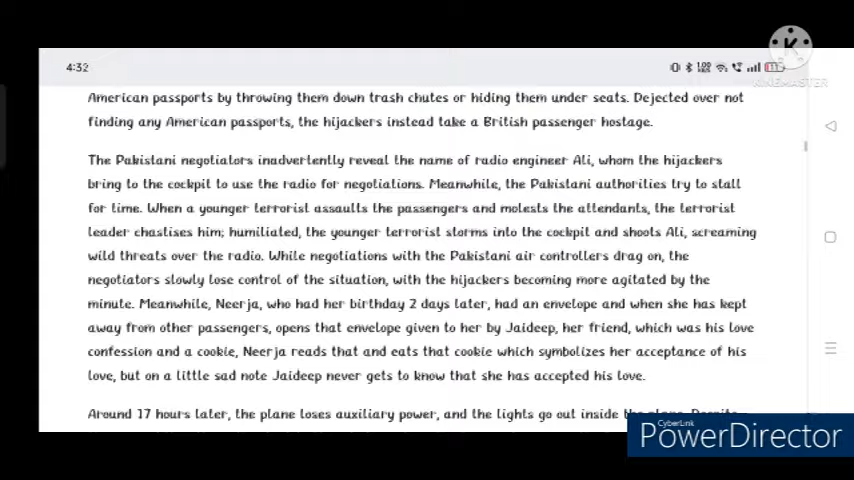 4:32
KINEMASTER
American passports by throwing them down trash chutes or hiding them under seats. Dejected over not
finding any American passports, the hijackers instead take a British passenger hostage.
The Pakistani negotiators inadvertently reveal the name of radio engineer Ali, whom the hijackers
bring to the cockpit to use the radio for negotiations. Meanwhile, the Pakistani authorities try to stall
for time. When a younger terrorist assaults the passengers and molests the attendants, the terrorist
leader chastises him; humiliated, the younger terrorist storms into the cockpit and shoots Ali, screaming
wild threats over the radio. While negotiations with the Pakistani air controllers drag on, the
negotiators slowly lose control of the situation, with the hijackers becoming more agitated by the
minute. Meanwhile, Neerja, who had her birthday 2 days later, had an envelope and when she has kept
away from other passengers, opens that envelope given to her by Jaideep, her friend, which was his love
confession and a cookie, Neerja reads that and eats that cookie which symbolizes her acceptance of his
love, but on a little sad note Jaideep never gets to know that she has accepted his love.
Around 17 hours later, the plane loses auxiliary power, and the lights go out inside the plane. Despite
CyberLink
PowerDirector